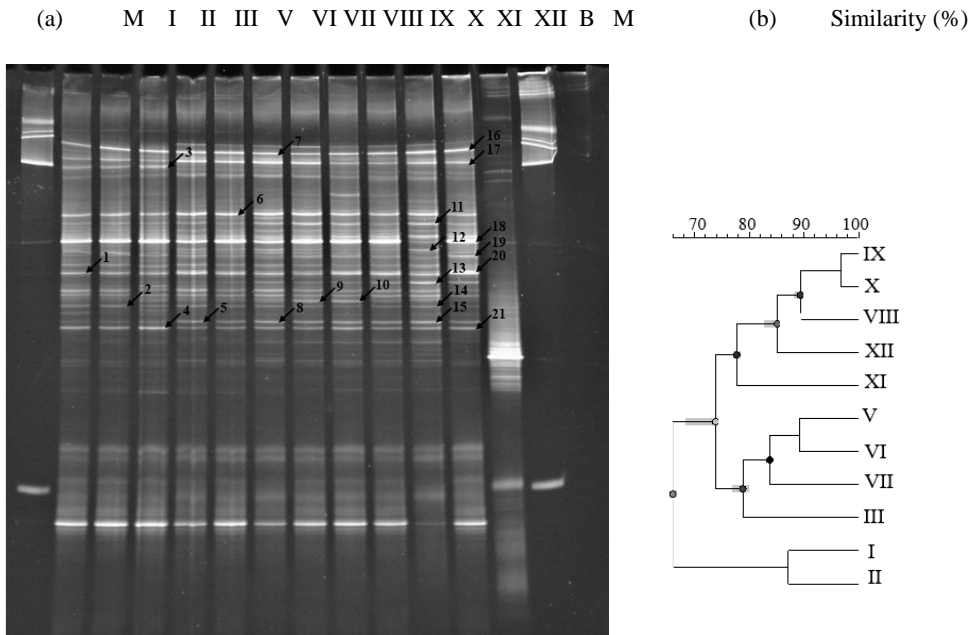 (a) M I II III V VI VII VIII IX X XI XII B M (b) Similarity (%)
7
16
3
17
6
11
18
12
19
1
20
13
2
9
10
14
4
5
8
15
21
70 80 90 100
IX
X
VIII
XII
XI
V
VI
VII
III
I
II